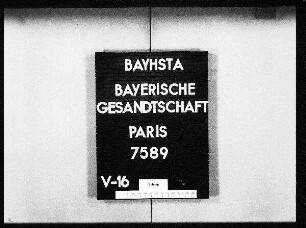 BAYHSTA
BAYERISCHE
GESANDTSCHAFT
PARIS
7589
V-16